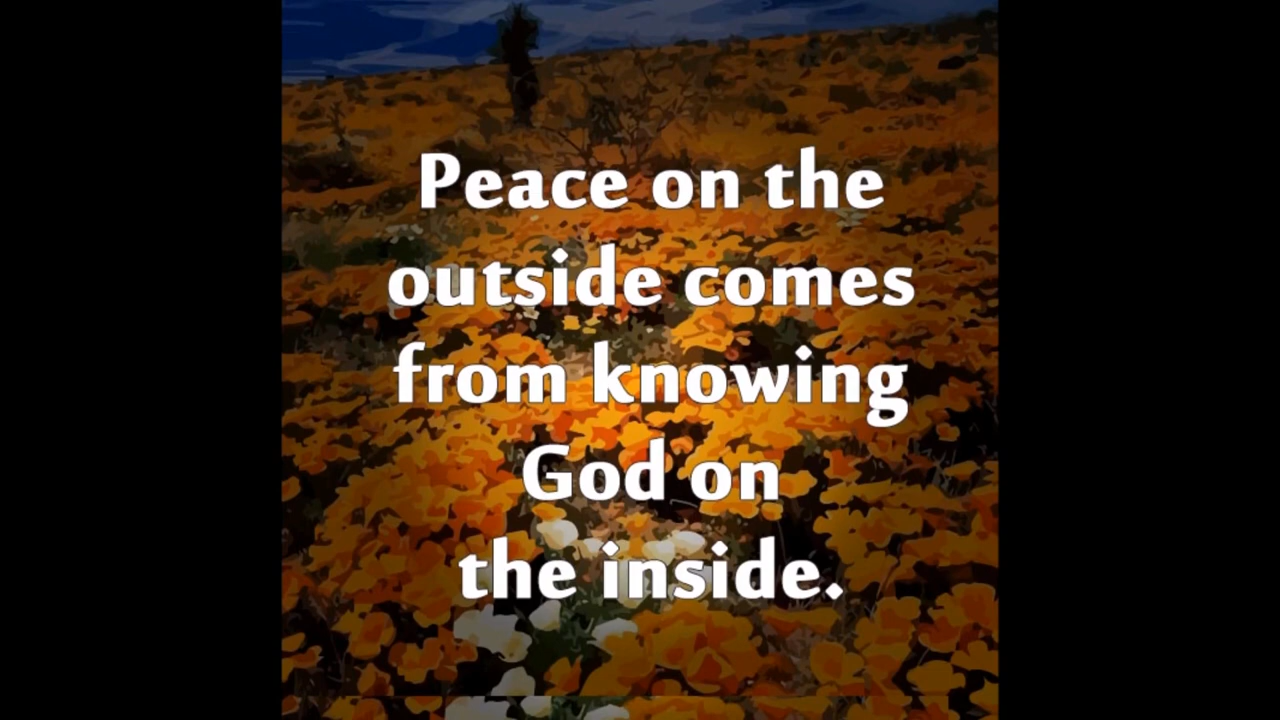 Peace on the
outside comes
from knowing
God on
the inside.